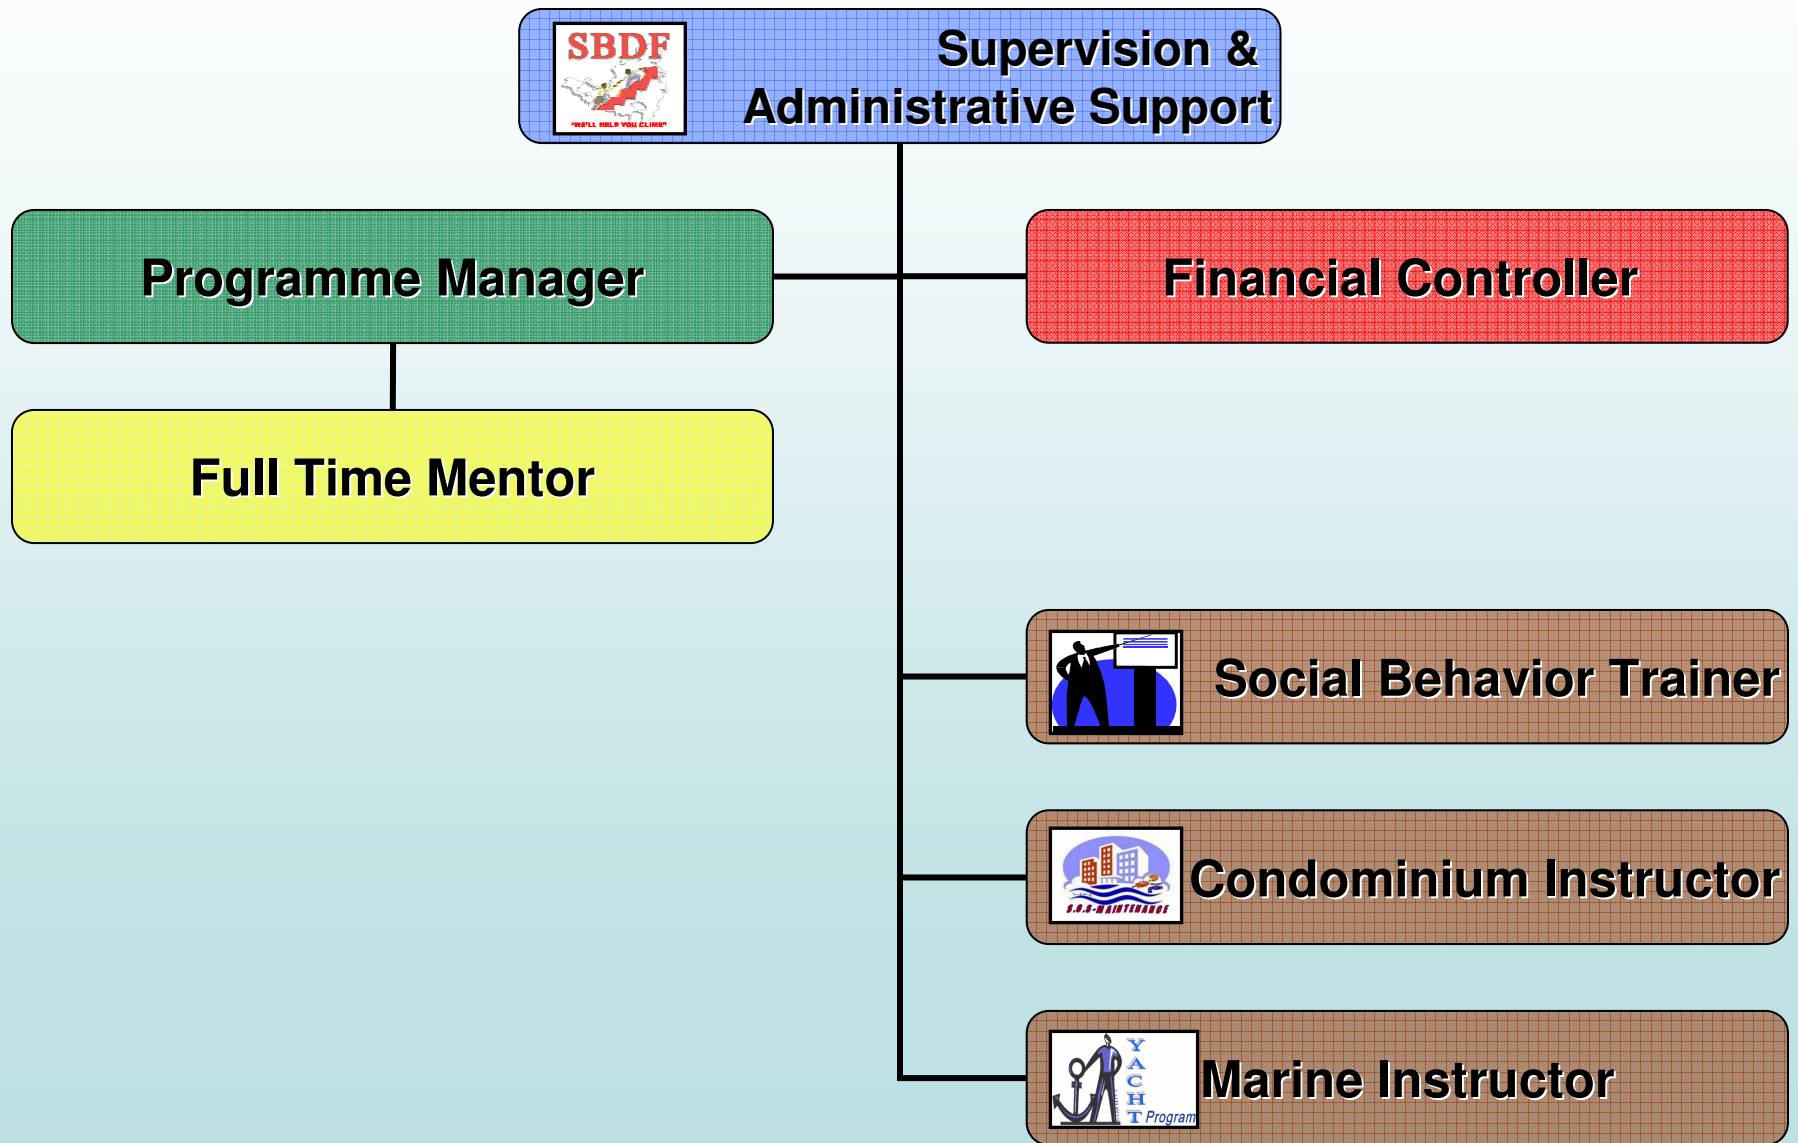 SBDF
"WE'LL HELP YOU CLIMB"
Supervision &
Administrative Support
Programme Manager
Financial Controller
Full Time Mentor
Social Behavior Trainer
S.O.S-MAINTENANCE
Condominium Instructor
YACHT
Program
Marine Instructor